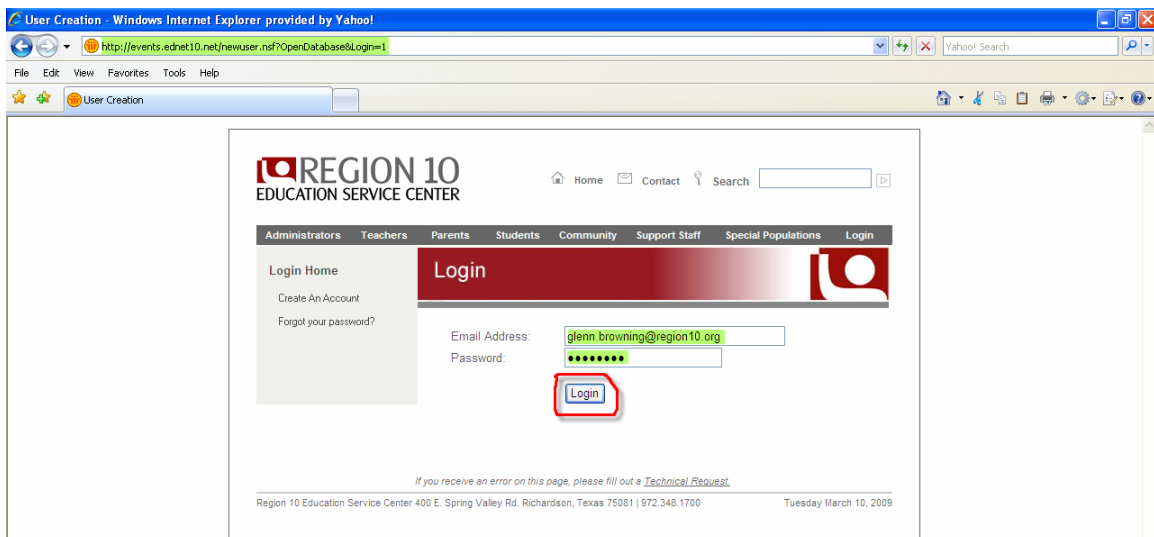 User Creation - Windows Internet Explorer provided by Yahoo!
http://events.ednet10.net/newuser.nsf?OpenDatabase&Login=1
Yahoo! Search
File Edit View Favorites Tools Help
User Creation
REGION 10
EDUCATION SERVICE CENTER
Home Contact Search
Administrators Teachers Parents Students Community Support Staff Special Populations Login
Login Home
Login
Create An Account
Forgot your password?
Email Address: glenn.browning@region10.org
Password: ••••••••
Login
If you receive an error on this page, please fill out a Technical Request.
Region 10 Education Service Center 400 E. Spring Valley Rd. Richardson, Texas 75081 | 972.348.1700 Tuesday March 10, 2009